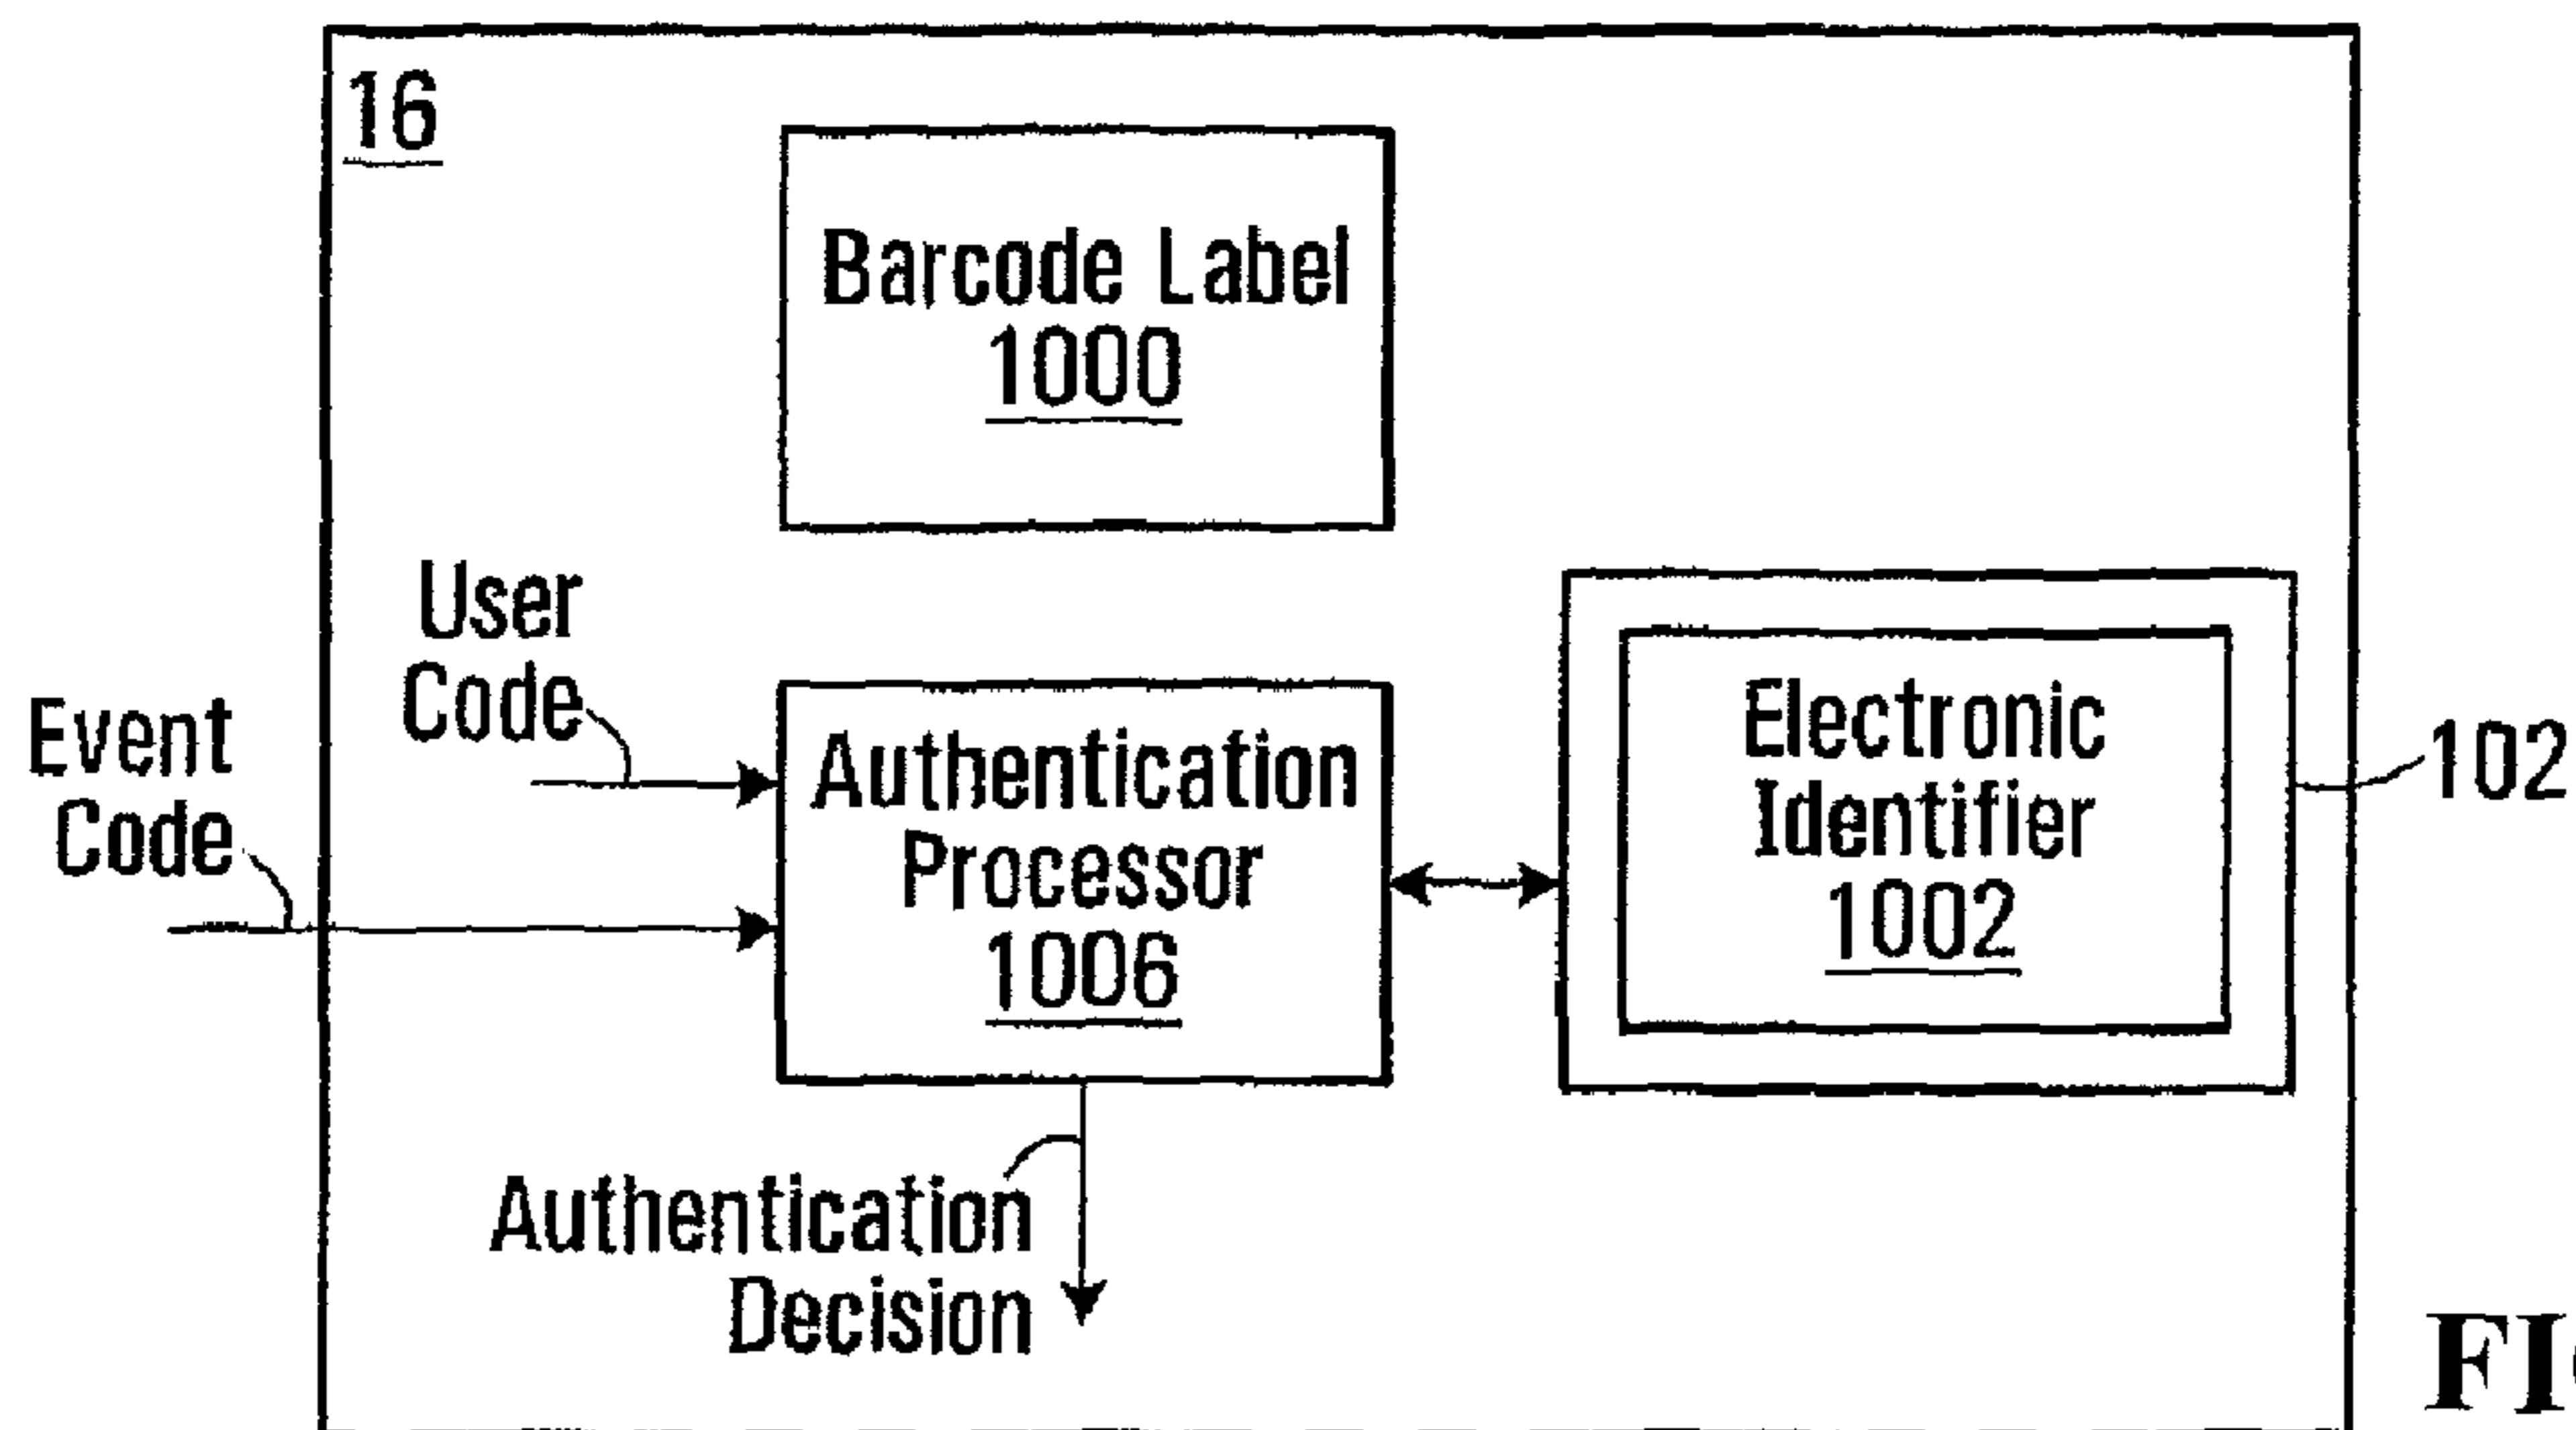 16
Barcode Label
1000
User
Code
Event
Code
Authentication
Processor
1006
Electronic
Identifier
1002
102
Authentication
Decision